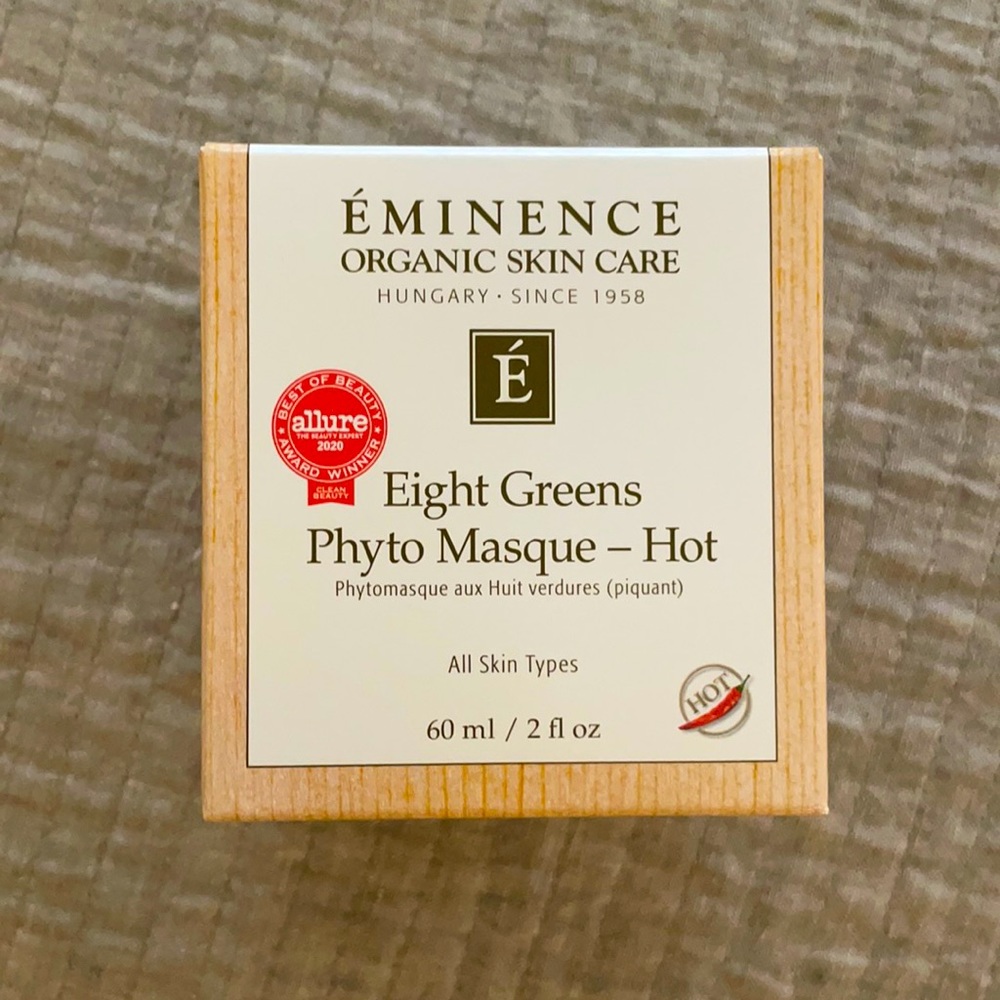 ÉMINENCE
ORGANIC SKIN CARE
HUNGARY · SINCE 1958
É
BEST OF BEAUTY
allure
THE BEAUTY EXPERT
2020
AWARD WINNER
CLEAN
BEAUTY
Eight Greens
Phyto Masque – Hot
Phytomasque aux Huit verdures (piquant)
All Skin Types
HOT
60 ml / 2 fl oz